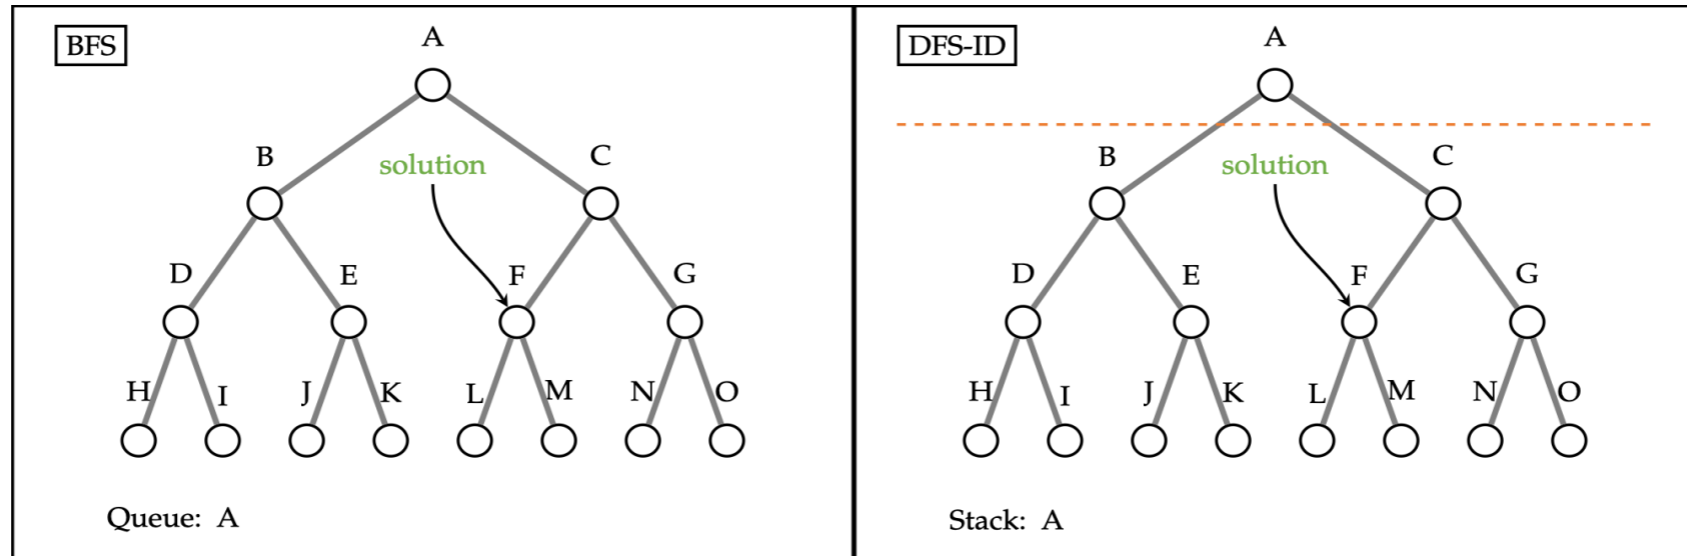 BFS
A
B
solution
C
D
E
F
G
H
I
J
K
L
M
N
O
Queue: A
DFS-ID
A
B
solution
C
D
E
F
G
H
I
J
K
L
M
N
O
Stack: A